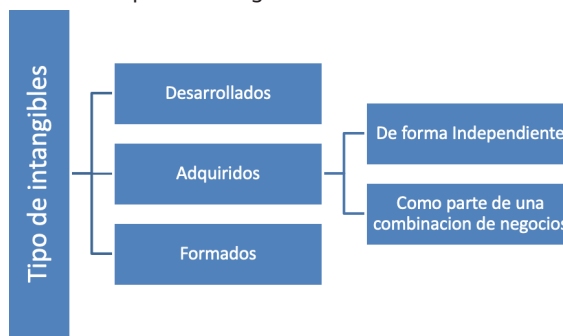 Tipo de intangibles
Desarrollados
Adquiridos
Formados
De forma Independiente
Como parte de una
combinacion de negocios